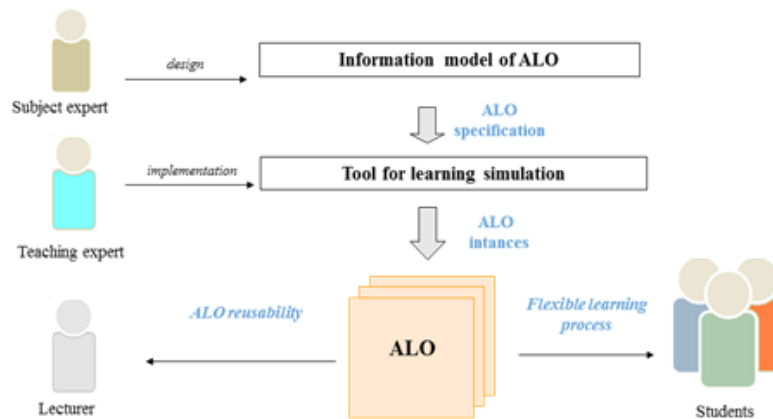 design
Information model of ALO
Subject expert
ALO
specification
implementation
Tool for learning simulation
Teaching expert
ALO
intances
ALO reusability
Flexible learning
process
ALO
Lecturer
Students